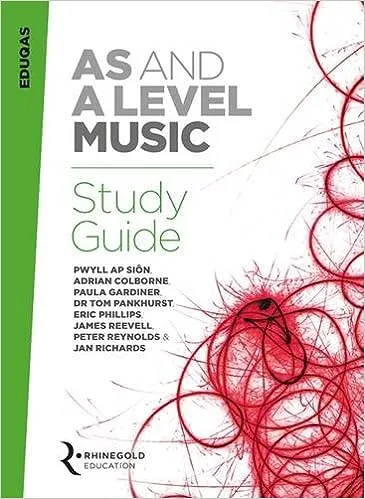 EDUQAS
AS AND
A LEVEL
MUSIC
Study
Guide
PWYLL AP SIÔN,
ADRIAN COLBORNE,
PAULA GARDINER,
DR TOM PANKHURST,
ERIC PHILLIPS,
JAMES REEVELL,
PETER REYNOLDS &
JAN RICHARDS
RHINEGOLD
EDUCATION